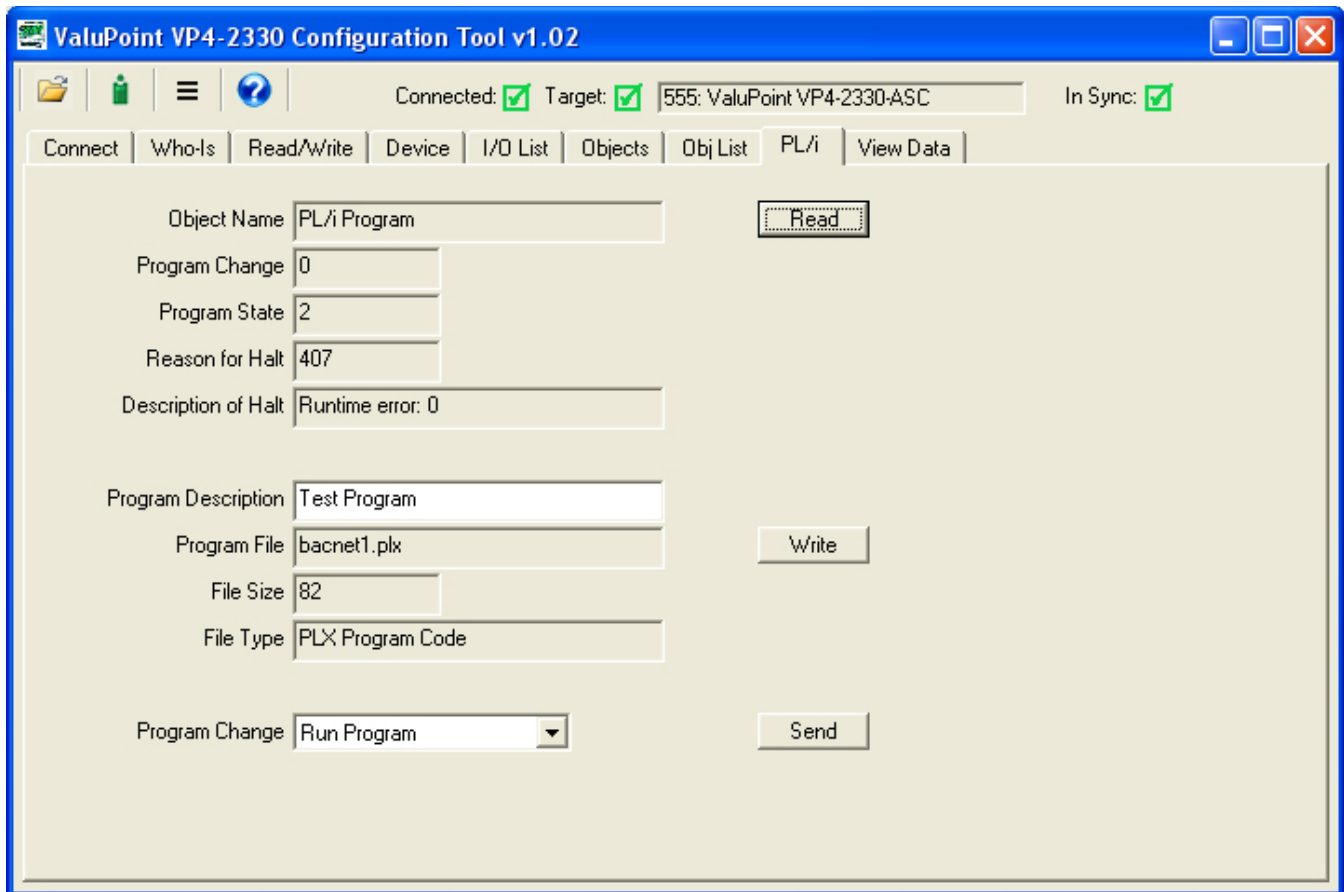 ValuPoint VP4-2330 Configuration Tool v1.02
Connected: Target: 555: ValuPoint VP4-2330-ASC In Sync:
Connect Who-Is Read/Write Device I/O List Objects Obj List PL/i View Data
Object Name PL/i Program Read
Program Change 0
Program State 2
Reason for Halt 407
Description of Halt Runtime error: 0
Program Description Test Program
Program File bacnet1.plx Write
File Size 82
File Type PLX Program Code
Program Change Run Program Send